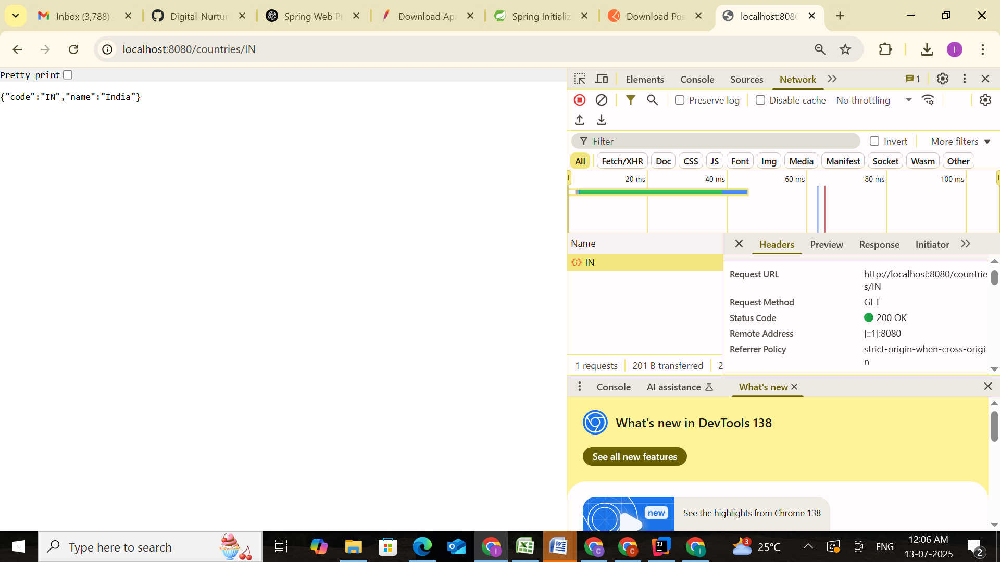 Inbox (3,788) -
Digital-Nurtur
Spring Web Pr
Download Apa
Spring Initializ
Download Pos
localhost:8080
localhost:8080/countries/IN
I
Pretty print
{"code":"IN","name":"India"}
Elements
Console
Sources
Network
1
Preserve log
Disable cache
No throttling
Filter
Invert
More filters
All
Fetch/XHR
Doc
CSS
JS
Font
Img
Media
Manifest
Socket
Wasm
Other
20 ms
40 ms
60 ms
80 ms
100 ms
Name
Headers
Preview
Response
Initiator
IN
Request URL
http://localhost:8080/countrie
s/IN
Request Method
GET
Status Code
200 OK
Remote Address
[::1]:8080
Referrer Policy
strict-origin-when-cross-origi
n
1 requests
201 B transferred
2
Console
AI assistance
What's new
What's new in DevTools 138
See all new features
new
See the highlights from Chrome 138
Type here to search
I
C
C
IJ
I
3
25°C
ENG
12:06 AM
13-07-2025
2